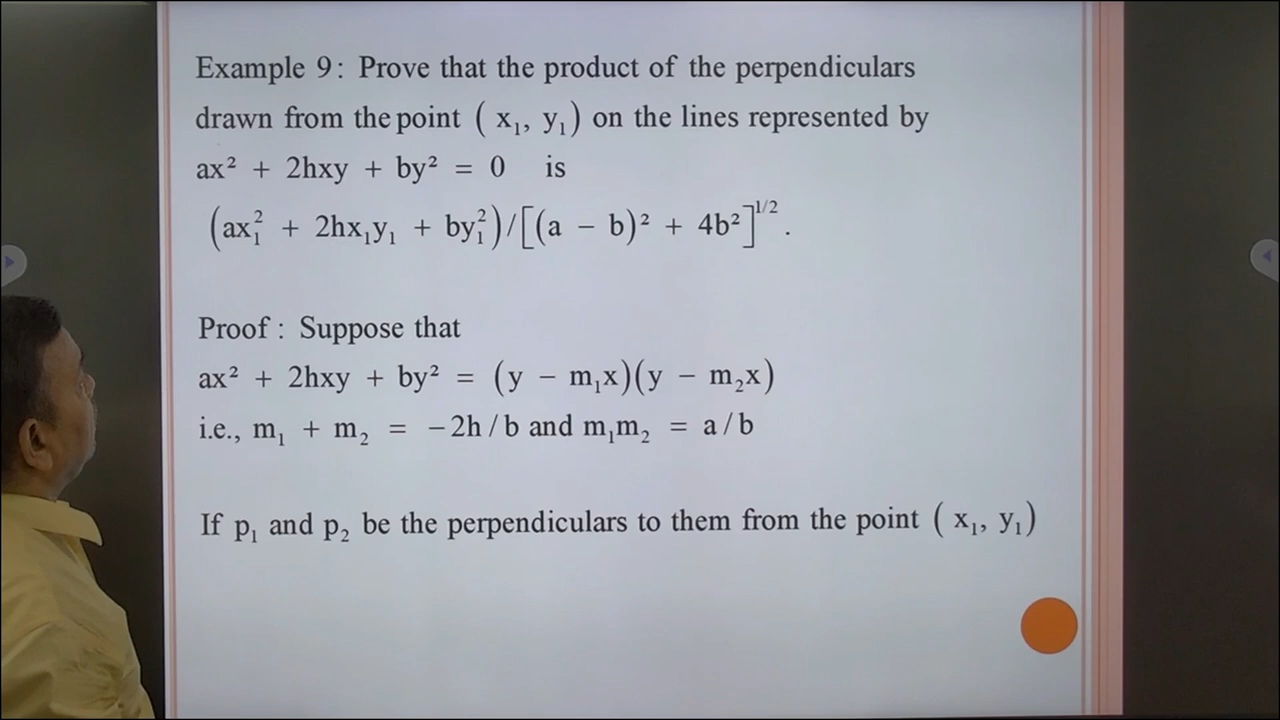 Example 9: Prove that the product of the perpendiculars
drawn from the point ( x₁, y₁) on the lines represented by
ax² + 2hxy + by² = 0 is
(ax₁² + 2hx₁y₁ + by₁²)/[(a − b)² + 4b²]^1/2.
Proof : Suppose that
ax² + 2hxy + by² = (y − m₁x)(y − m₂x)
i.e., m₁ + m₂ = −2h/b and m₁m₂ = a/b
If p₁ and p₂ be the perpendiculars to them from the point ( x₁, y₁)